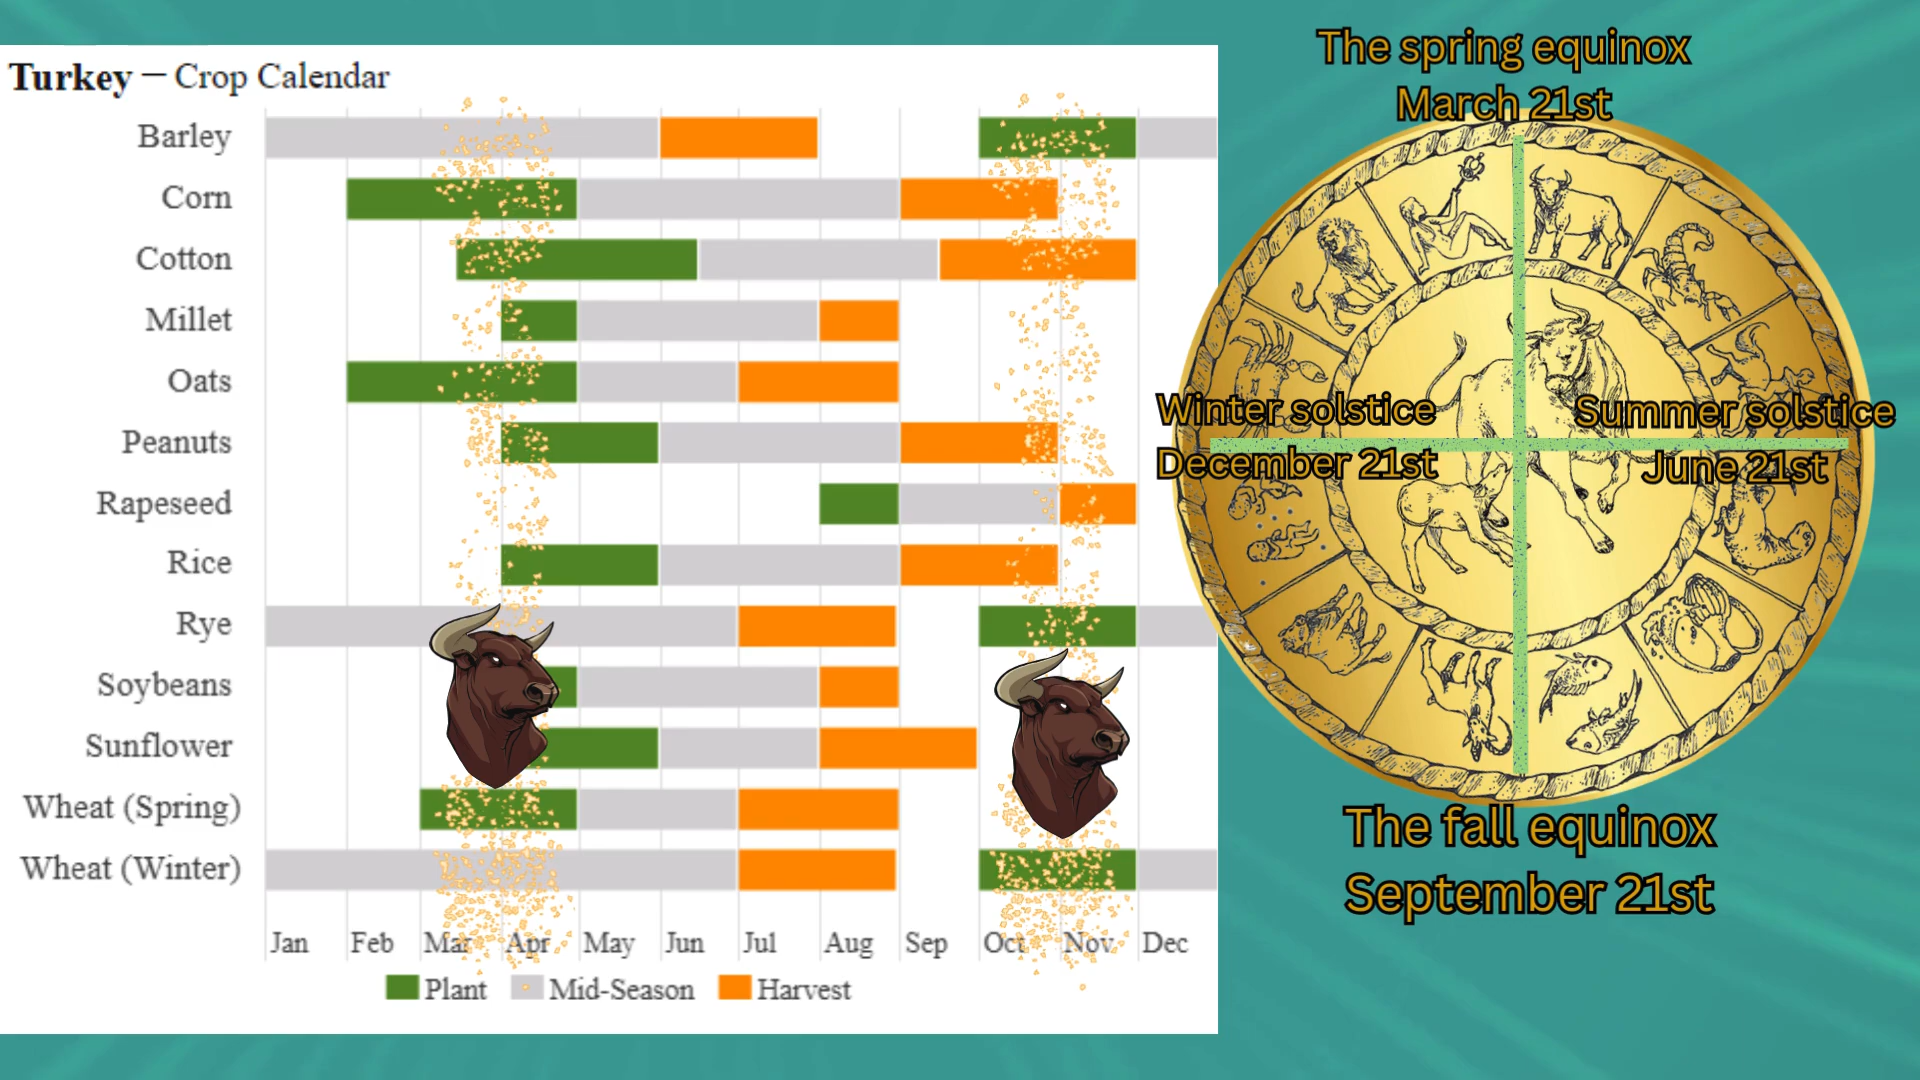 Turkey — Crop Calendar
Barley
Corn
Cotton
Millet
Oats
Peanuts
Rapeseed
Rice
Rye
Soybeans
Sunflower
Wheat (Spring)
Wheat (Winter)
Jan Feb Mar Apr May Jun Jul Aug Sep Oct Nov Dec
Plant Mid-Season Harvest
The spring equinox
March 21st
Winter solstice
December 21st
Summer solstice
June 21st
The fall equinox
September 21st